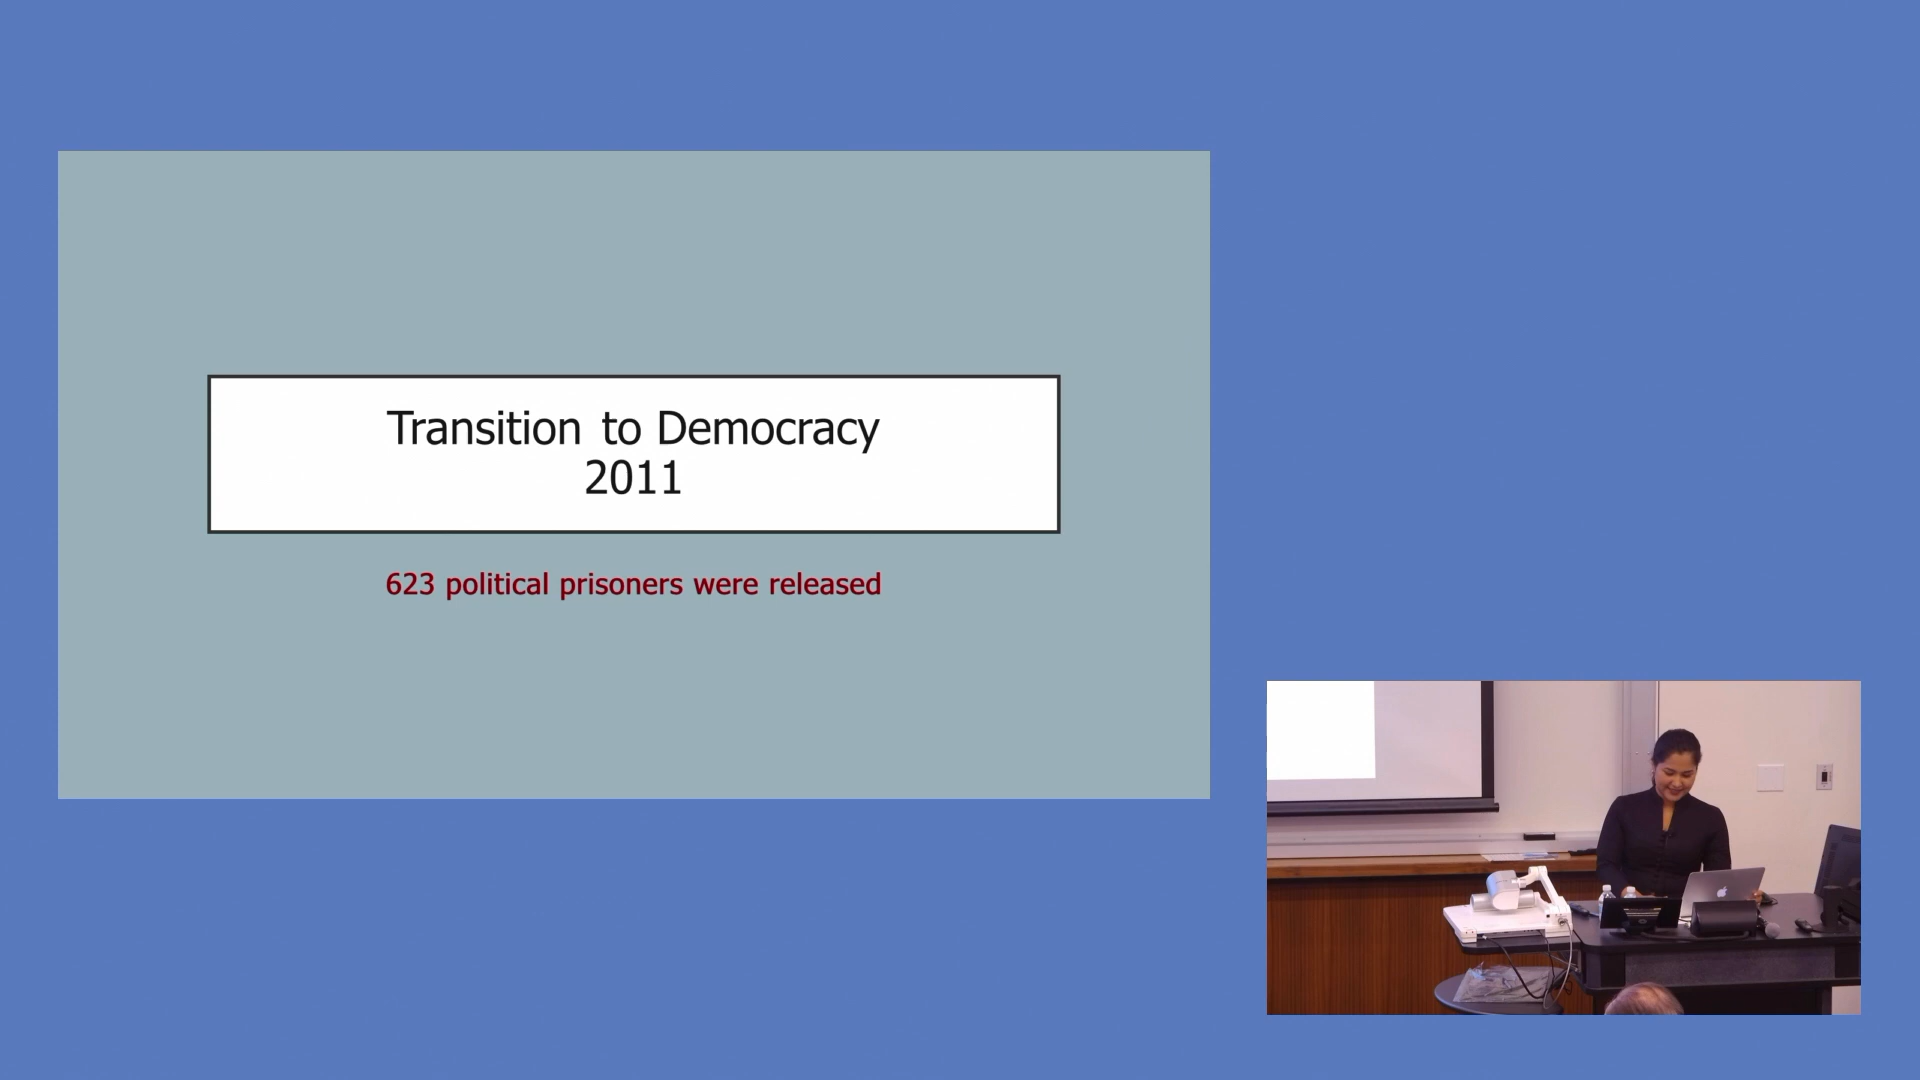 Transition to Democracy
2011
623 political prisoners were released